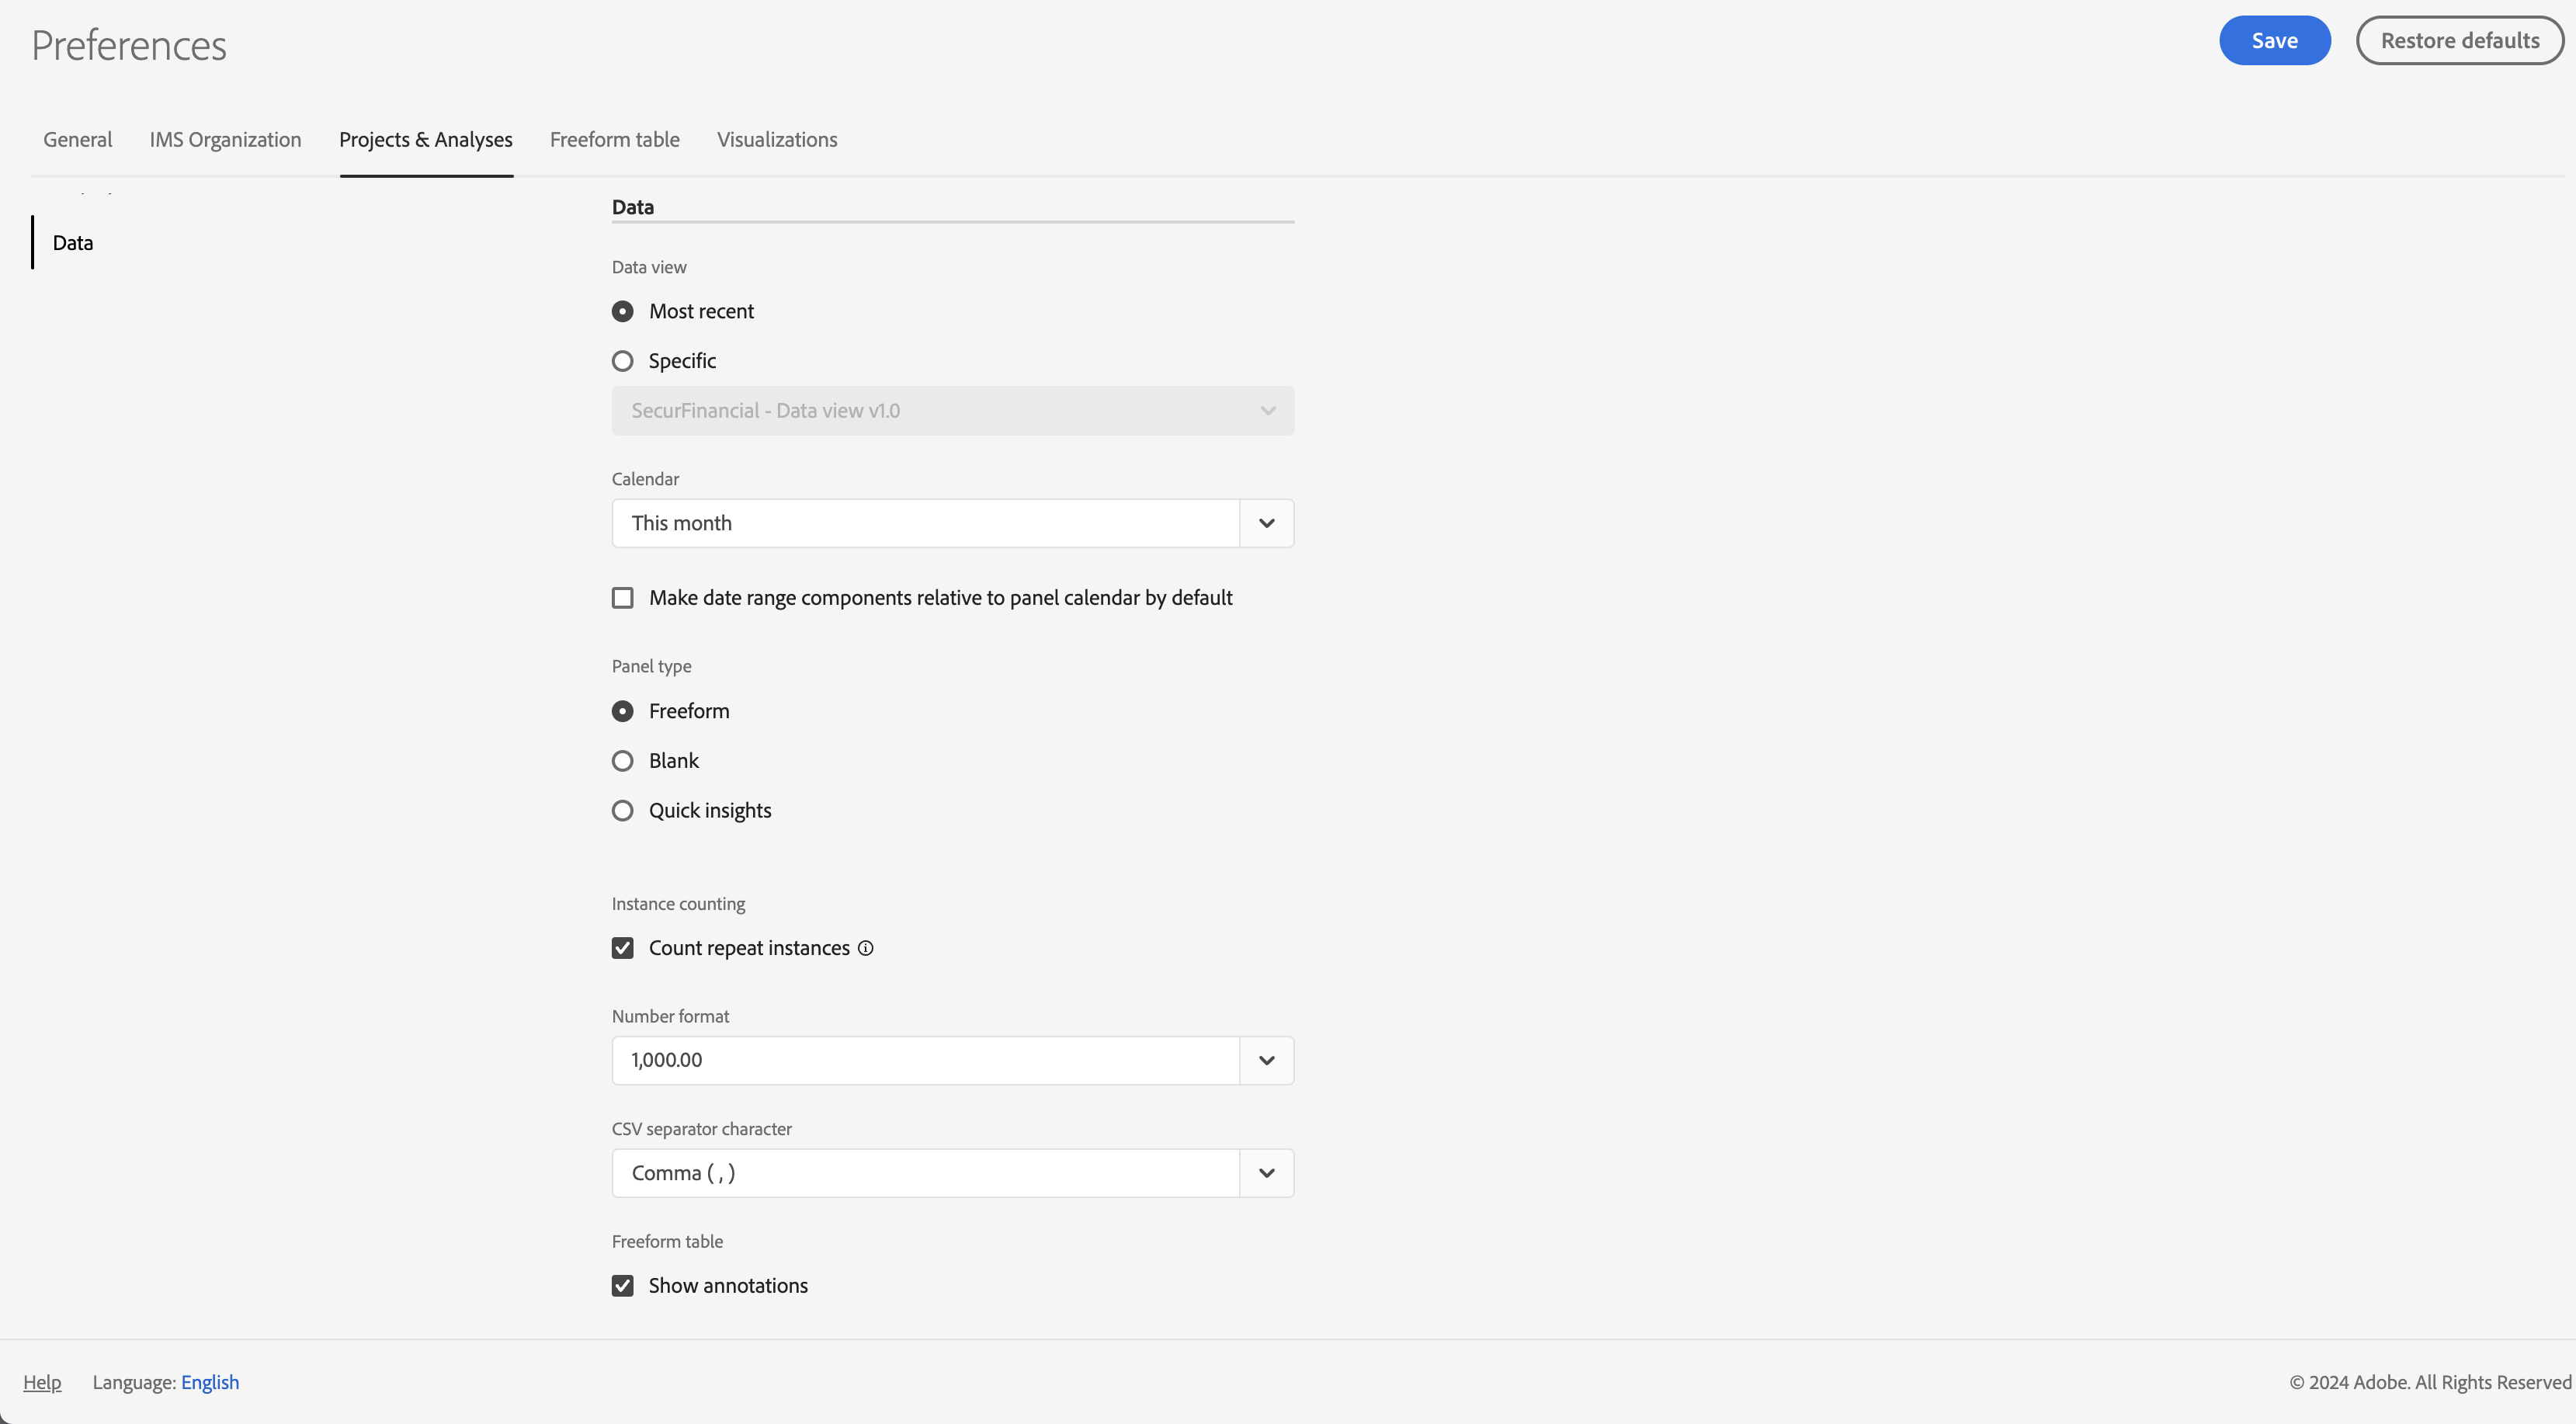 Preferences
Save
Restore defaults
General
IMS Organization
Projects & Analyses
Freeform table
Visualizations
Data
Data
Data view
Most recent
Specific
SecurFinancial - Data view v1.0
Calendar
This month
Make date range components relative to panel calendar by default
Panel type
Freeform
Blank
Quick insights
Instance counting
Count repeat instances
Number format
1,000.00
CSV separator character
Comma ( , )
Freeform table
Show annotations
Help
Language: English
© 2024 Adobe. All Rights Reserved